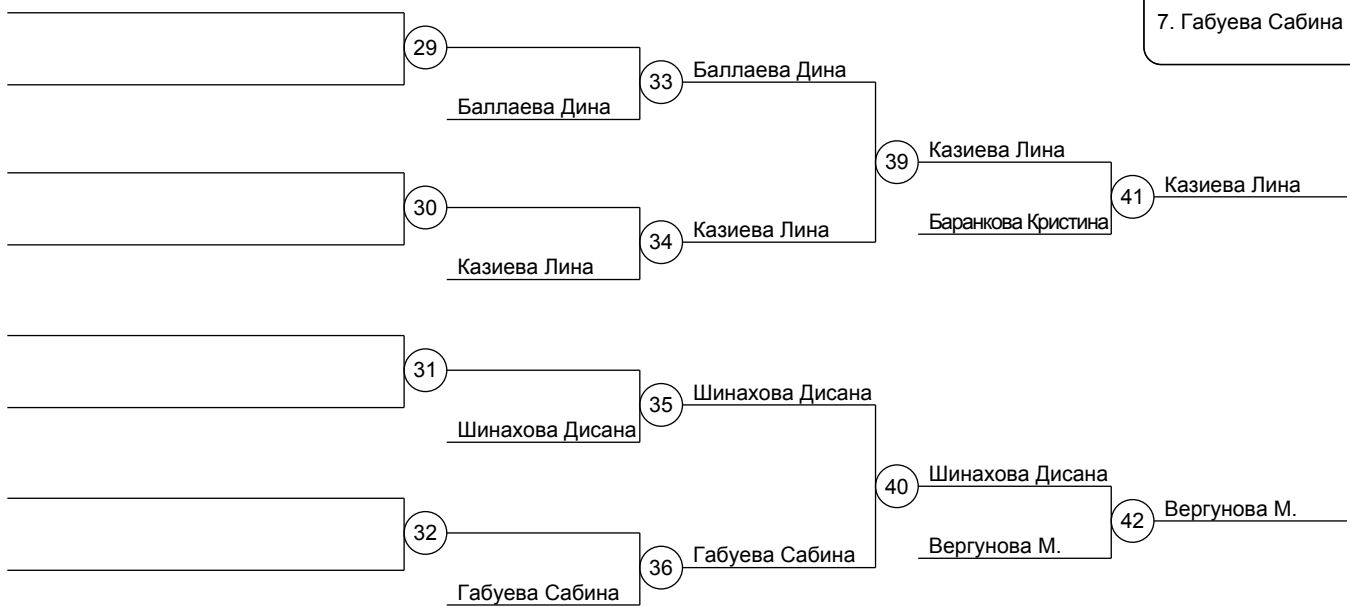 7. Габуева Сабина
29
33
Баллаева Дина
Баллаева Дина
39
Казиева Лина
41
Казиева Лина
30
34
Казиева Лина
Баранкова Кристина
Казиева Лина
31
35
Шинахова Дисана
Шинахова Дисана
40
Шинахова Дисана
42
Вергунова М.
32
36
Габуева Сабина
Вергунова М.
Габуева Сабина